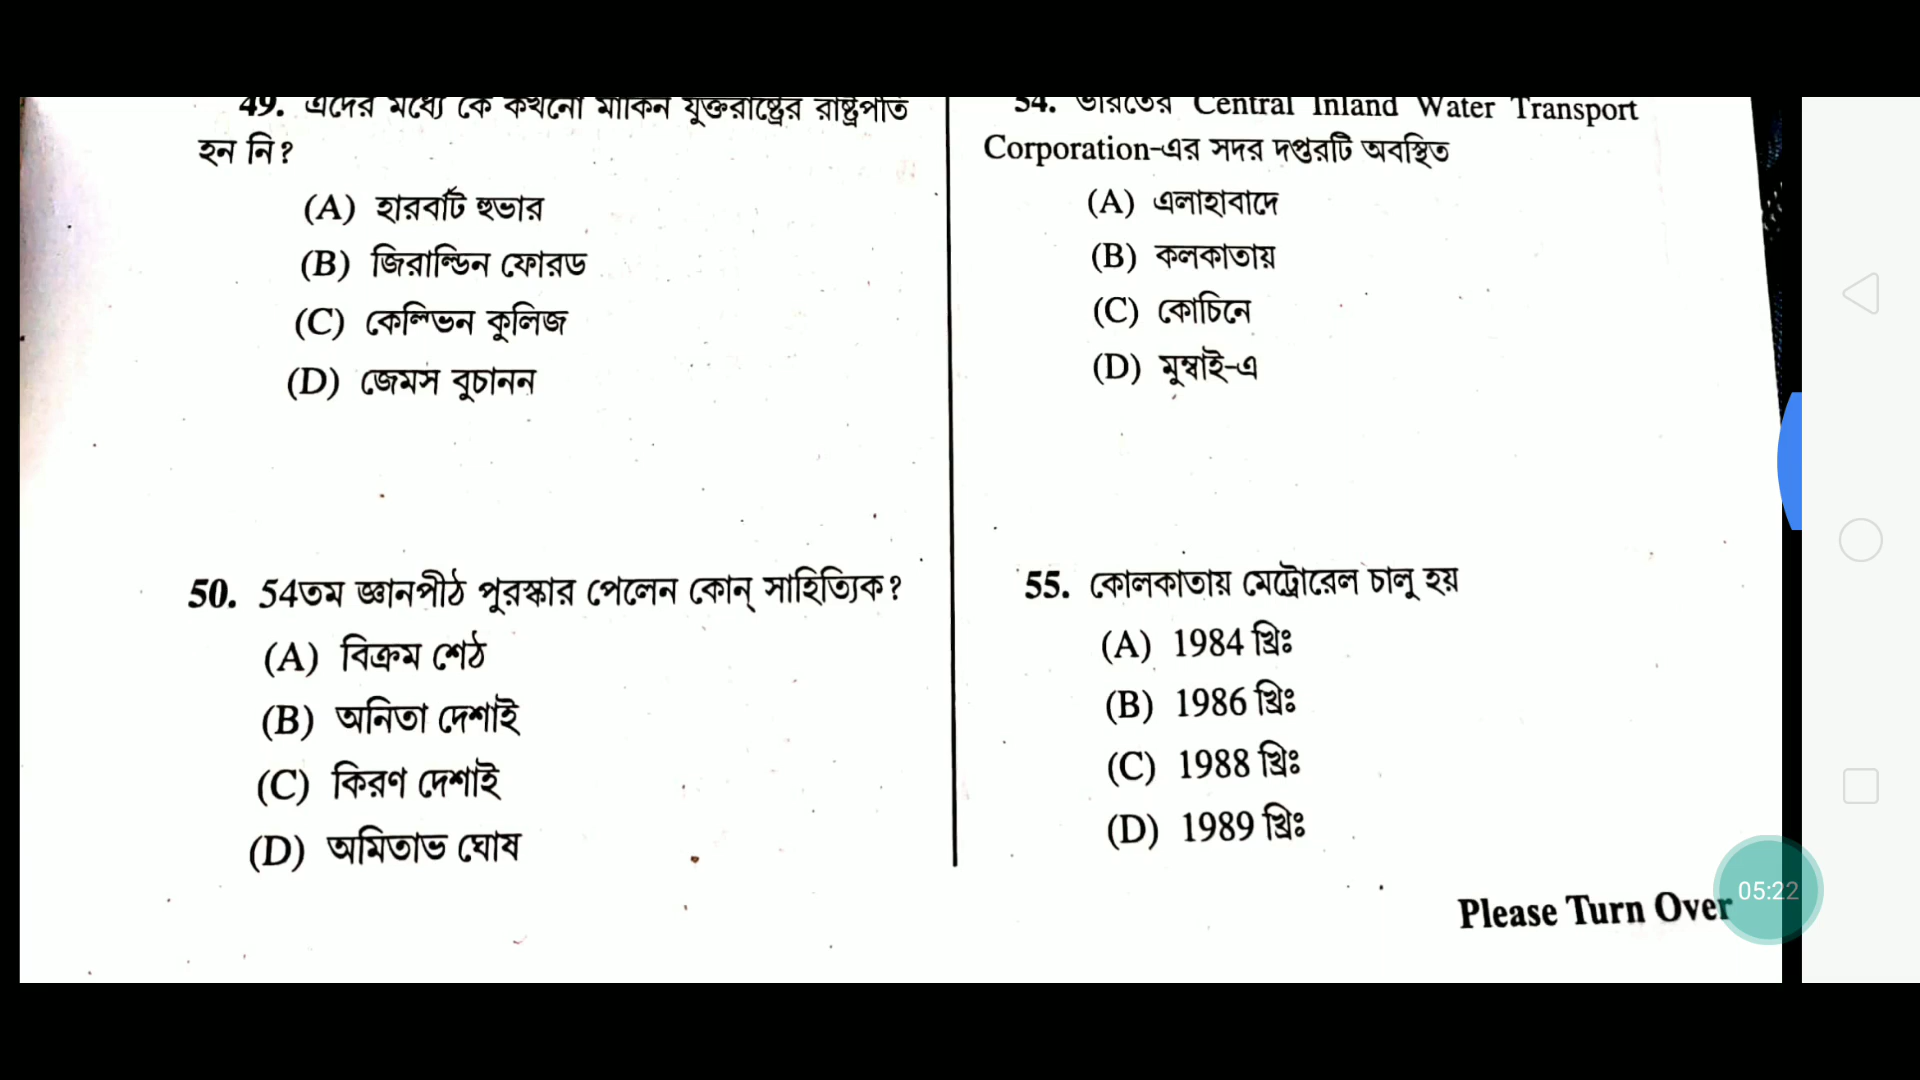 49. এদের মধ্যে কে কখনো মার্কিন যুক্তরাষ্ট্রের রাষ্ট্রপতি
হন নি?
(A) হারবার্ট হুভার
(B) জিরাল্ডিন ফোরড
(C) কেল্ভিন কুলিজ
(D) জেমস বুচানন
50. 54তম জ্ঞানপীঠ পুরস্কার পেলেন কোন্ সাহিত্যিক?
(A) বিক্রম শেঠ
(B) অনিতা দেশাই
(C) কিরণ দেশাই
(D) অমিতাভ ঘোষ
54. ভারতের Central Inland Water Transport
Corporation-এর সদর দপ্তরটি অবস্থিত
(A) এলাহাবাদে
(B) কলকাতায়
(C) কোচিনে
(D) মুম্বাই-এ
55. কোলকাতায় মেট্রোরেল চালু হয়
(A) 1984 খ্রিঃ
(B) 1986 খ্রিঃ
(C) 1988 খ্রিঃ
(D) 1989 খ্রিঃ
Please Turn Over
05:22